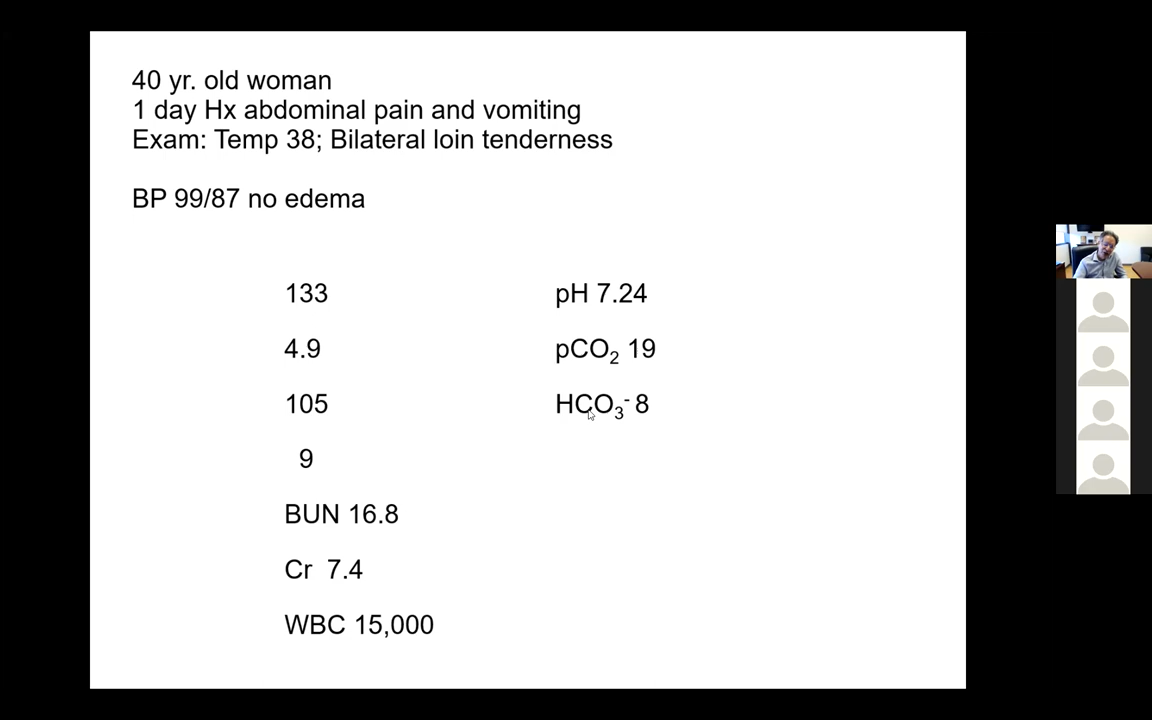 40 yr. old woman
1 day Hx abdominal pain and vomiting
Exam: Temp 38; Bilateral loin tenderness
BP 99/87 no edema
133
4.9
105
9
BUN 16.8
Cr 7.4
WBC 15,000
pH 7.24
pCO₂ 19
HCO₃⁻ 8